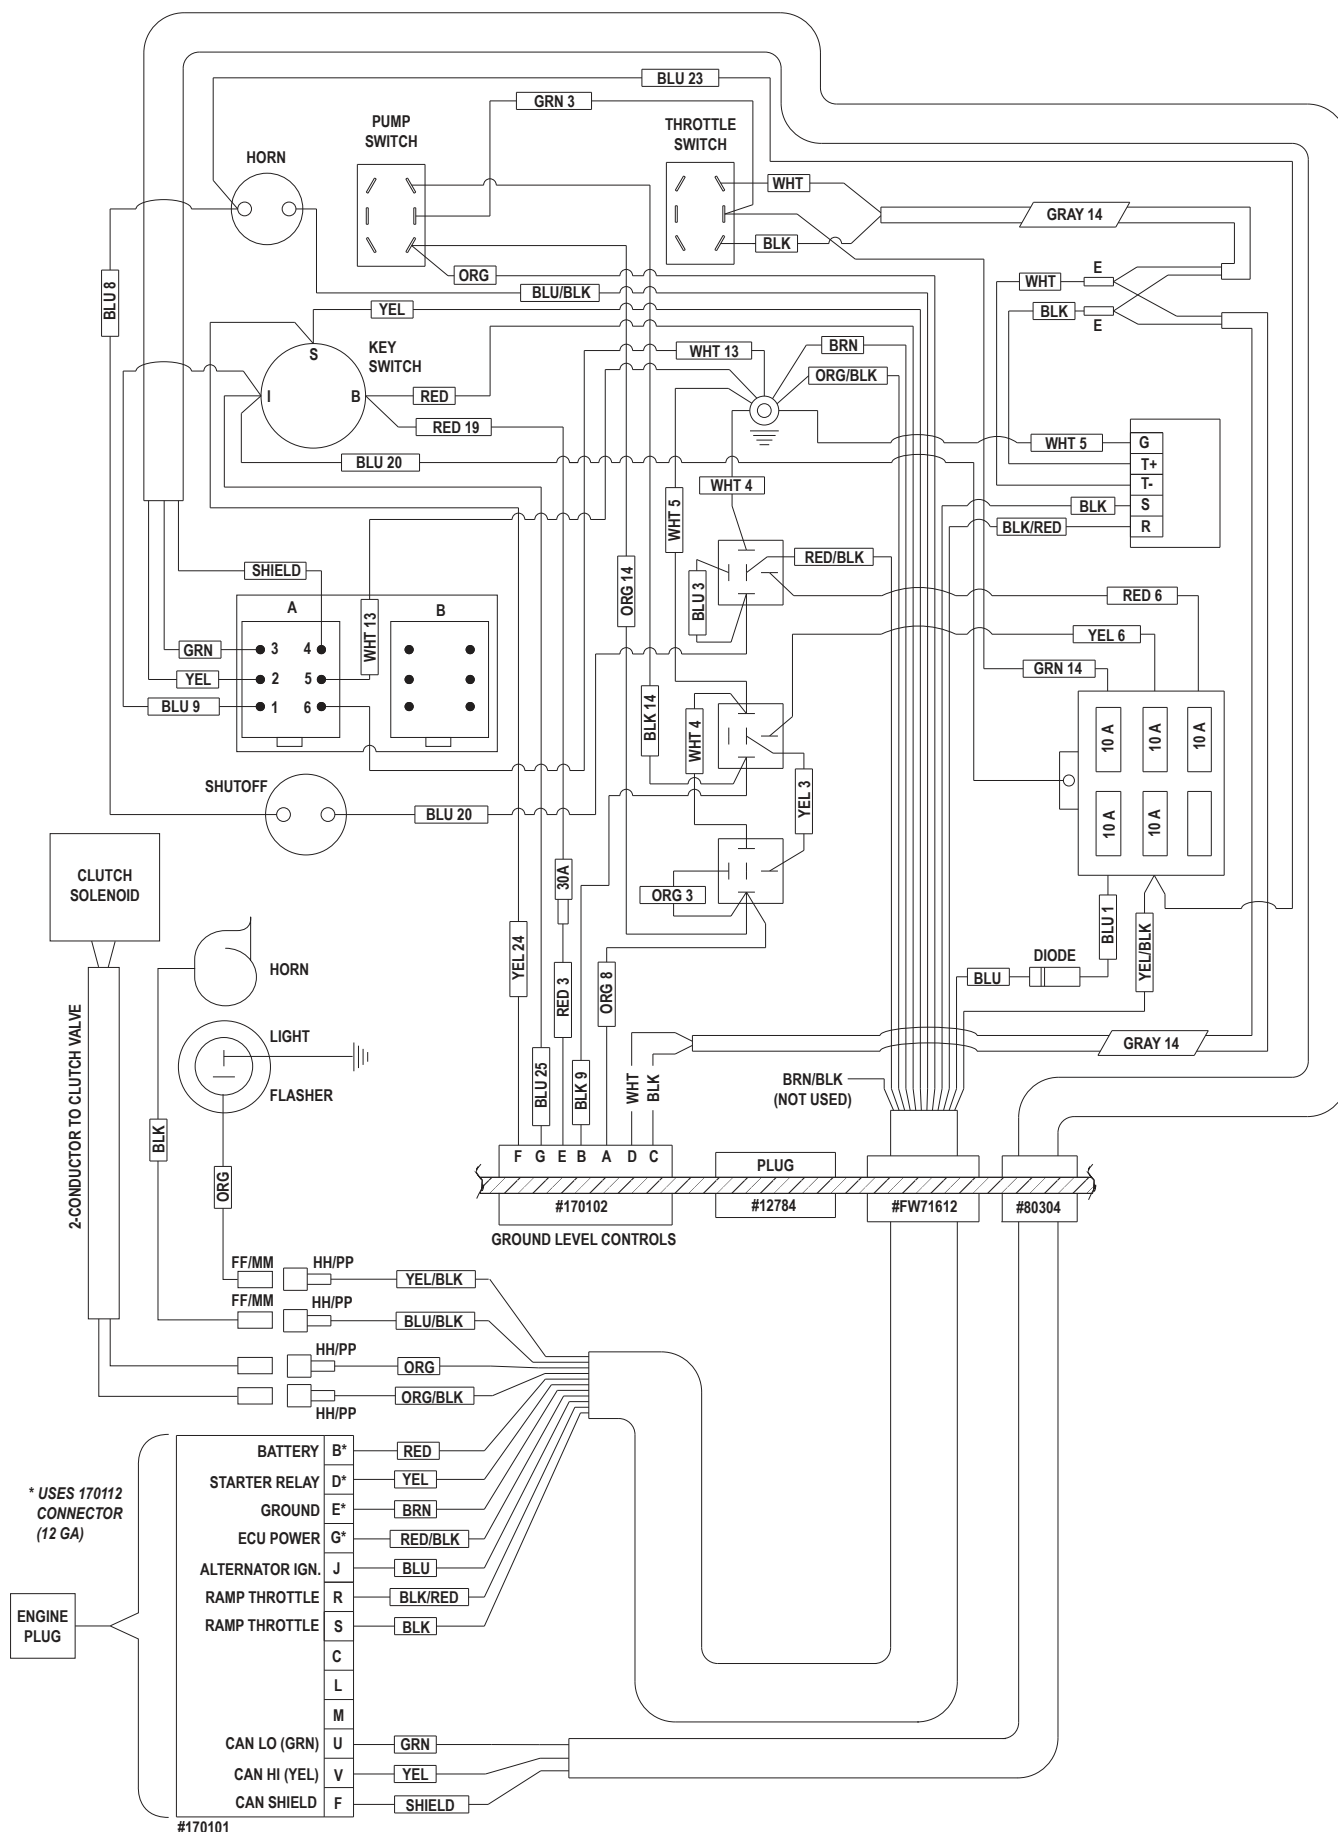 BLU 23
GRN 3
PUMP
SWITCH
THROTTLE
SWITCH
HORN
WHT
GRAY 14
BLK
E
ORG
WHT
BLU 8
BLU/BLK
YEL
BLK
E
S
KEY
SWITCH
WHT 13
BRN
ORG/BLK
I
B
RED
RED 19
WHT 5
G
BLU 20
T+
WHT 4
T-
BLK
S
WHT 5
BLK/RED
R
RED/BLK
SHIELD
ORG 14
BLU 3
RED 6
A
B
WHT 13
YEL 6
GRN
3
4
GRN 14
YEL
2
5
BLU 9
1
6
BLK 14
WHT 4
10 A
10 A
10 A
SHUTOFF
YEL 3
BLU 20
10 A
10 A
CLUTCH
SOLENOID
30A
ORG 3
BLU 1
YEL/BLK
YEL 24
DIODE
HORN
BLU
RED 3
ORG 8
2-CONDUCTOR TO CLUTCH VALVE
LIGHT
GRAY 14
FLASHER
BLU 25
BLK 9
WHT
BLK
BRN/BLK
(NOT USED)
BLK
ORG
F G E B A D C
PLUG
#170102
#12784
#FW71612
#80304
GROUND LEVEL CONTROLS
FF/MM
HH/PP
YEL/BLK
FF/MM
HH/PP
BLU/BLK
HH/PP
ORG
ORG/BLK
HH/PP
BATTERY B* RED
STARTER RELAY D* YEL
* USES 170112
CONNECTOR
(12 GA)
GROUND E* BRN
ECU POWER G* RED/BLK
ALTERNATOR IGN. J BLU
RAMP THROTTLE R BLK/RED
ENGINE
PLUG
RAMP THROTTLE S BLK
C
L
M
CAN LO (GRN) U GRN
CAN HI (YEL) V YEL
CAN SHIELD F SHIELD
#170101